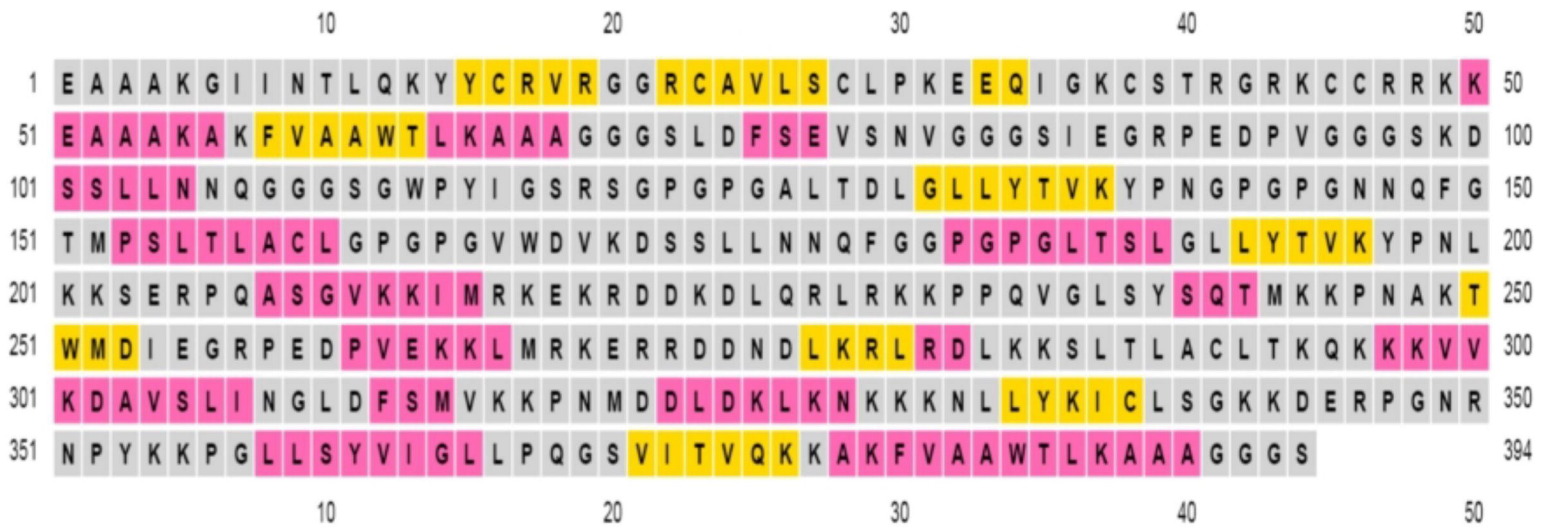 10 20 30 40 50
1 E A A A K G I I N T L Q K Y Y C R V R G G R C A V L S C L P K E E Q I G K C S T R G R K C C R R K K 50
51 E A A A K A K F V A A W T L K A A A G G G S L D F S E V S N V G G G S I E G R P E D P V G G G S K D 100
101 S S L L N N Q G G G S G W P Y I G S R S G P G P G A L T D L G L L Y T V K Y P N G P G P G N N Q F G 150
151 T M P S L T L A C L G P G P G V W D V K D S S L L N N Q F G G P G P G L T S L G L L Y T V K Y P N L 200
201 K K S E R P Q A S G V K K I M R K E K R D D K D L Q R L R K K P P Q V G L S Y S Q T M K K P N A K T 250
251 W M D I E G R P E D P V E K K L M R K E R R D D N D L K R L R D L K K S L T L A C L T K Q K K K V V 300
301 K D A V S L I N G L D F S M V K K P N M D D L D K L K N K K K N L L Y K I C L S G K K D E R P G N R 350
351 N P Y K K P G L L S Y V I G L L P Q G S V I T V Q K K A K F V A A W T L K A A A G G G S 394
10 20 30 40 50